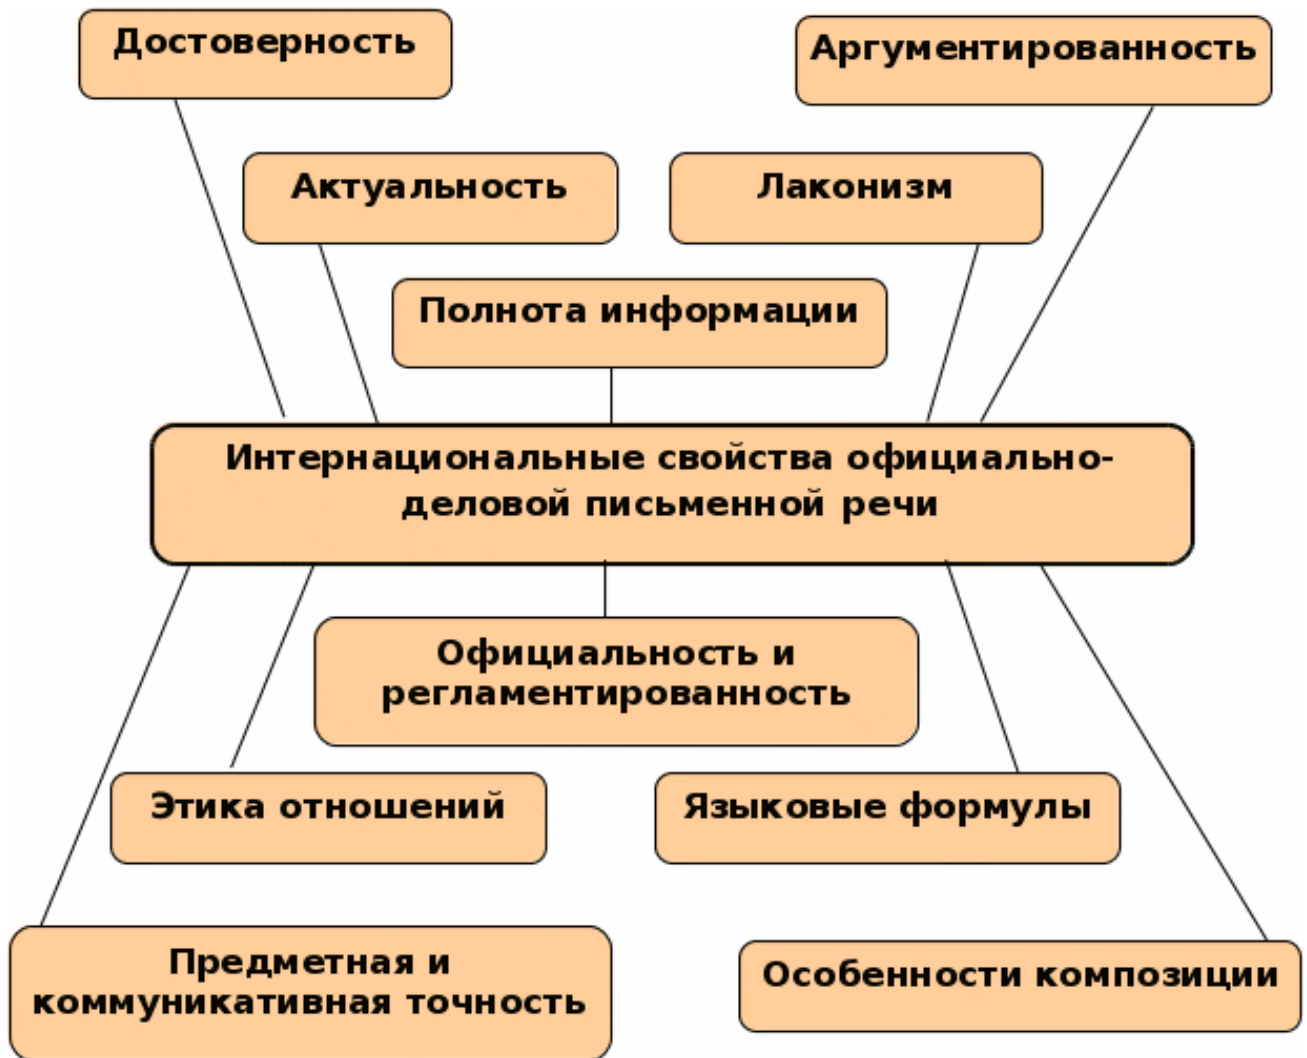 Достоверность
Аргументированность
Актуальность
Лаконизм
Полнота информации
Интернациональные свойства официально-
деловой письменной речи
Официальность и
регламентированность
Этика отношений
Языковые формулы
Предметная и
коммуникативная точность
Особенности композиции